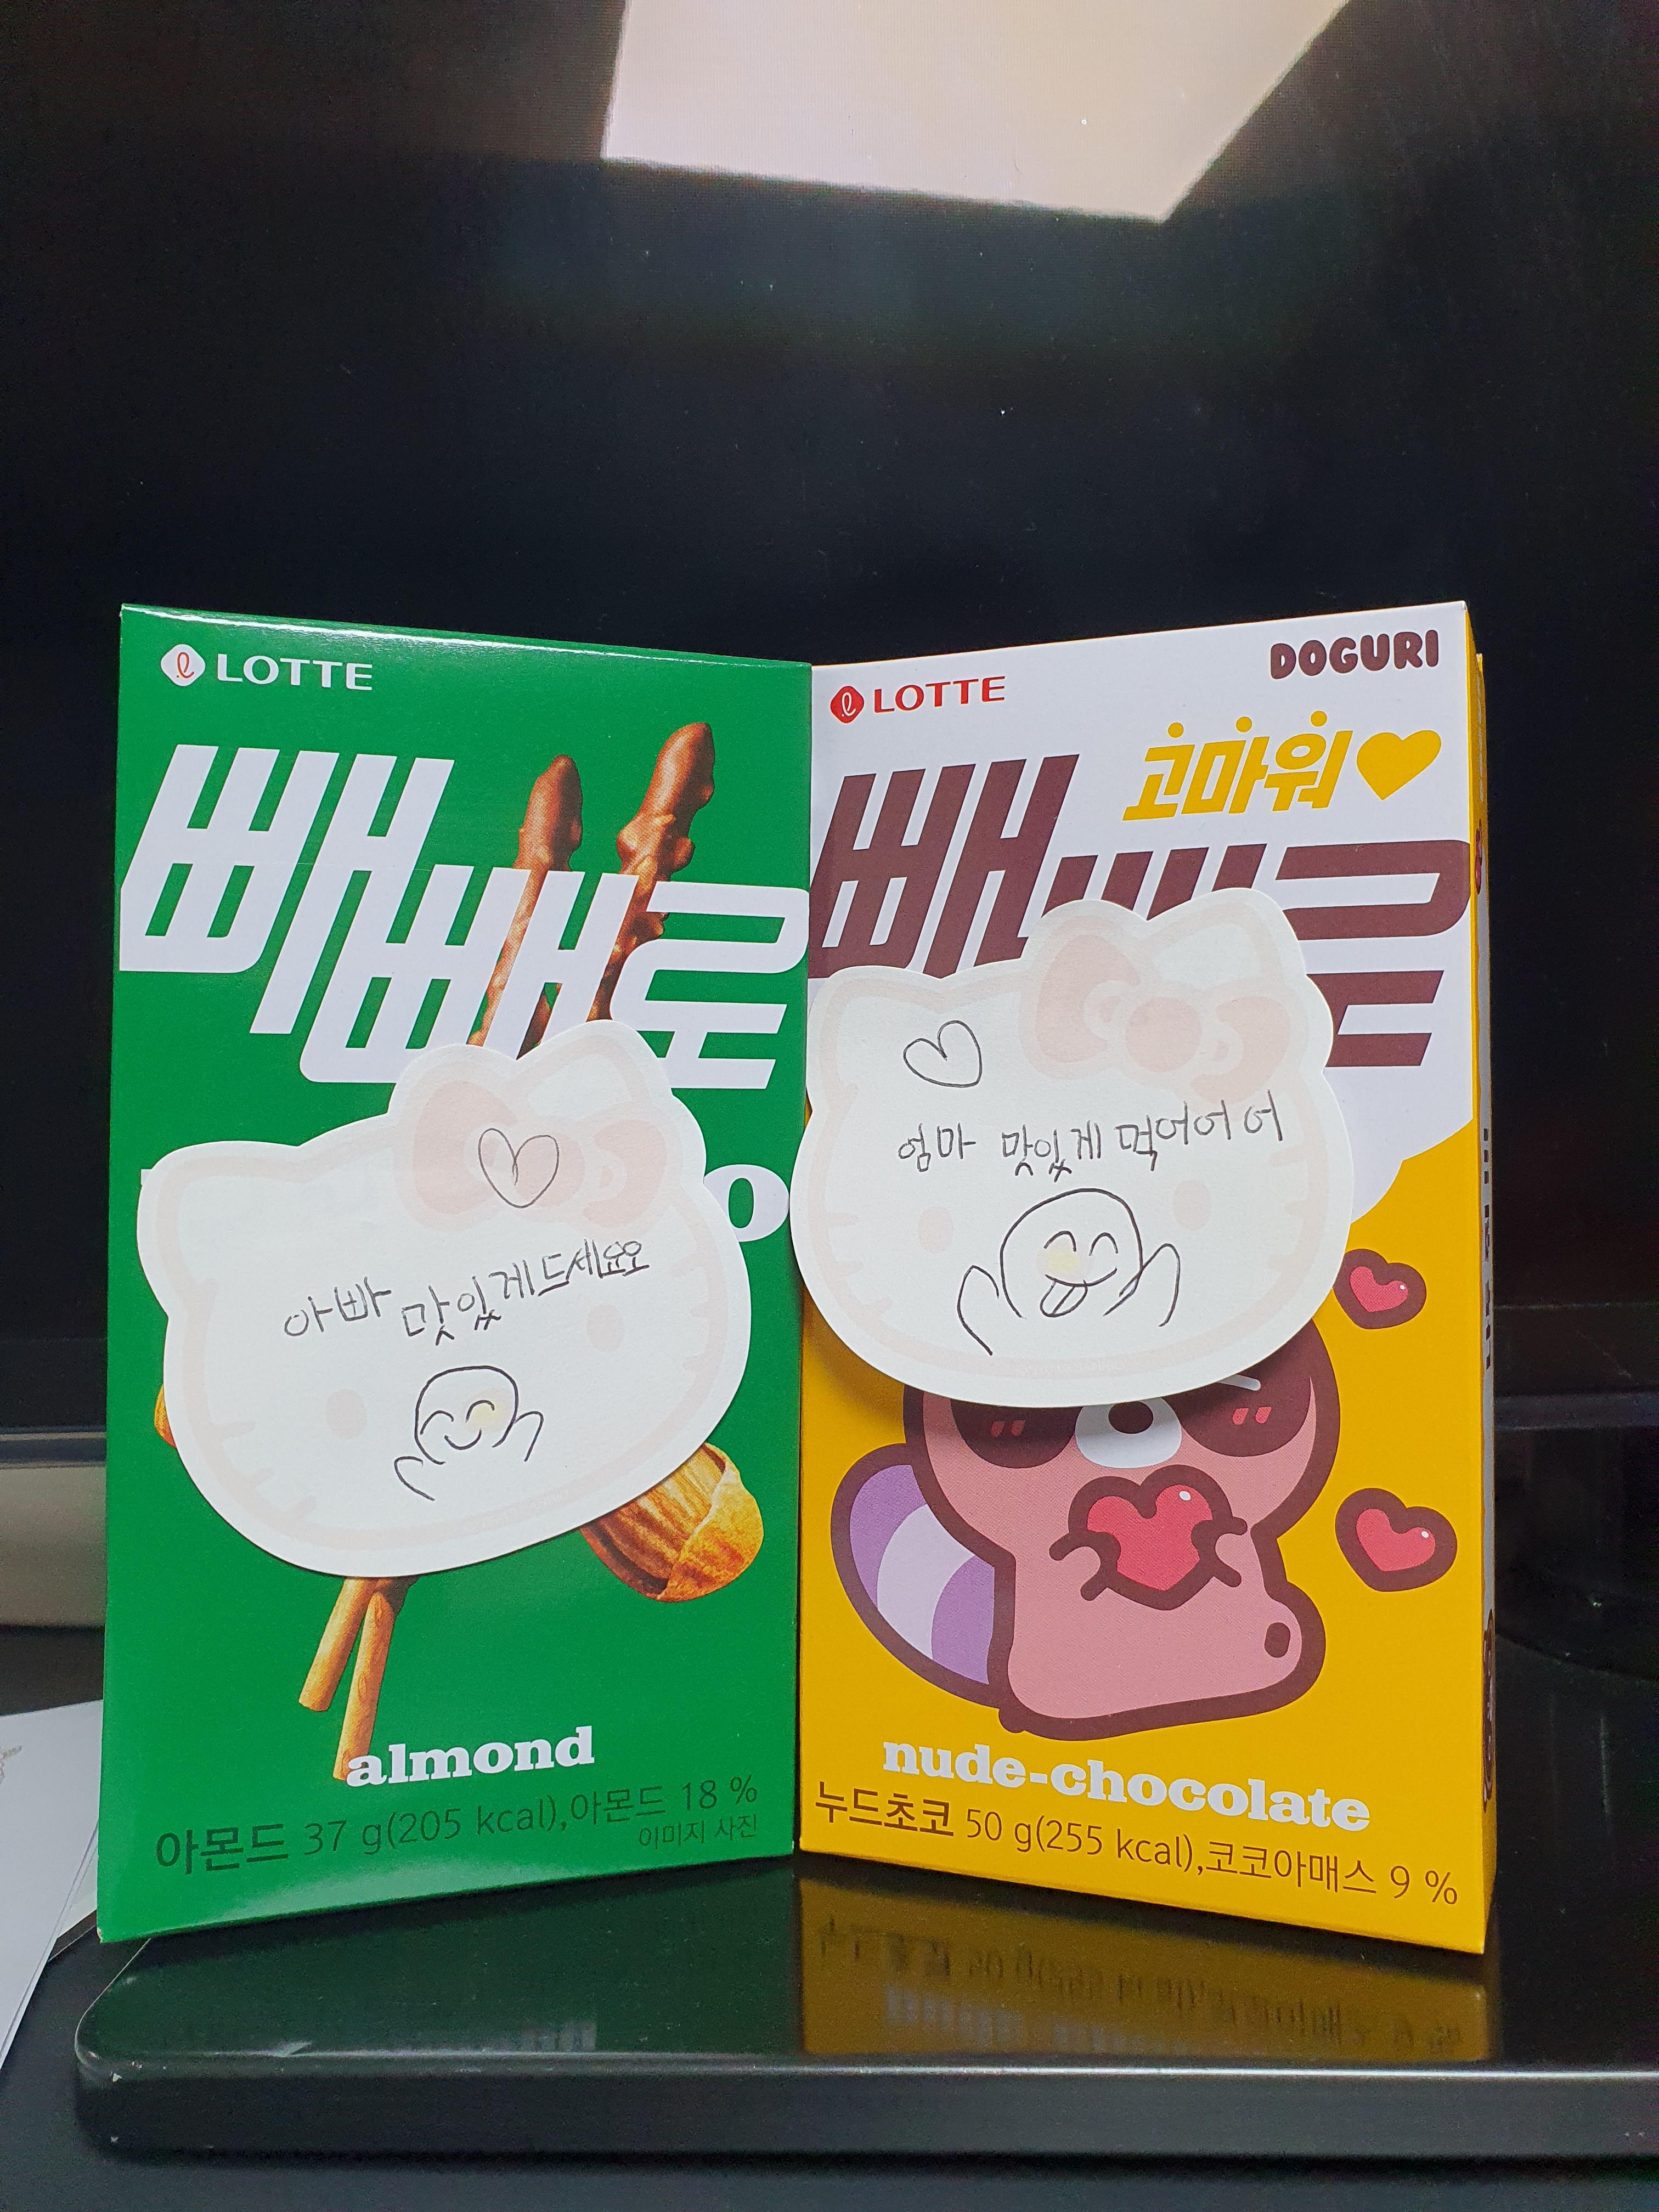 LOTTE
빼빼로
o
아빠 맛있게드세요오
almond
아몬드 37 g(205 kcal),아몬드 18 %
이미지 사진
DOGURI
LOTTE
고마워
빼빼로
엄마 맛있게 먹어어어
nude-chocolate
누드초코 50 g(255 kcal),코코아매스 9 %